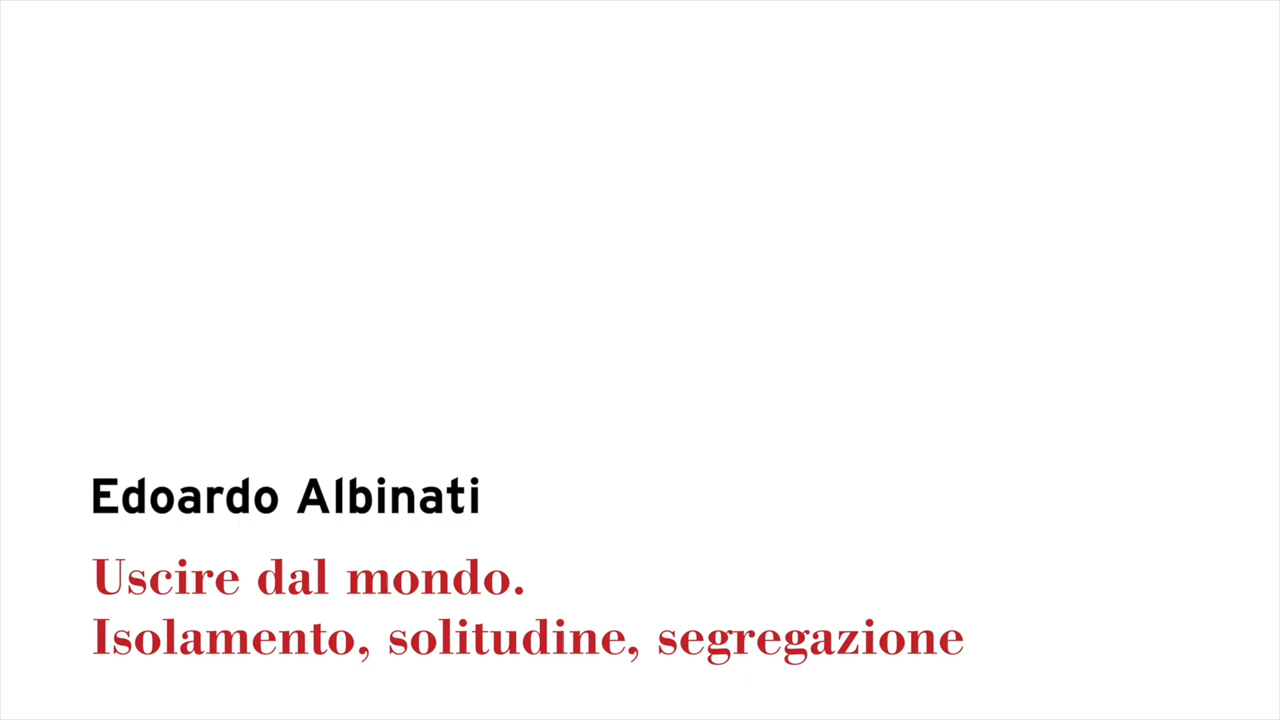 Edoardo Albinati
Uscire dal mondo.
Isolamento, solitudine, segregazione